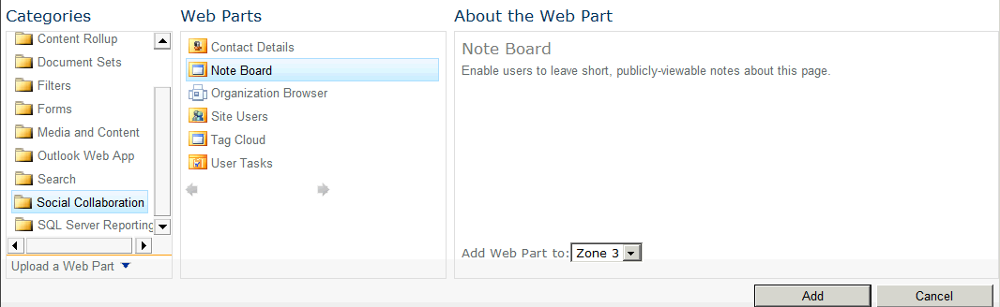 Categories
Content Rollup
Document Sets
Filters
Forms
Media and Content
Outlook Web App
Search
Social Collaboration
SQL Server Reporting
Upload a Web Part
Web Parts
Contact Details
Note Board
Organization Browser
Site Users
Tag Cloud
User Tasks
About the Web Part
Note Board
Enable users to leave short, publicly-viewable notes about this page.
Add Web Part to: Zone 3
Add
Cancel